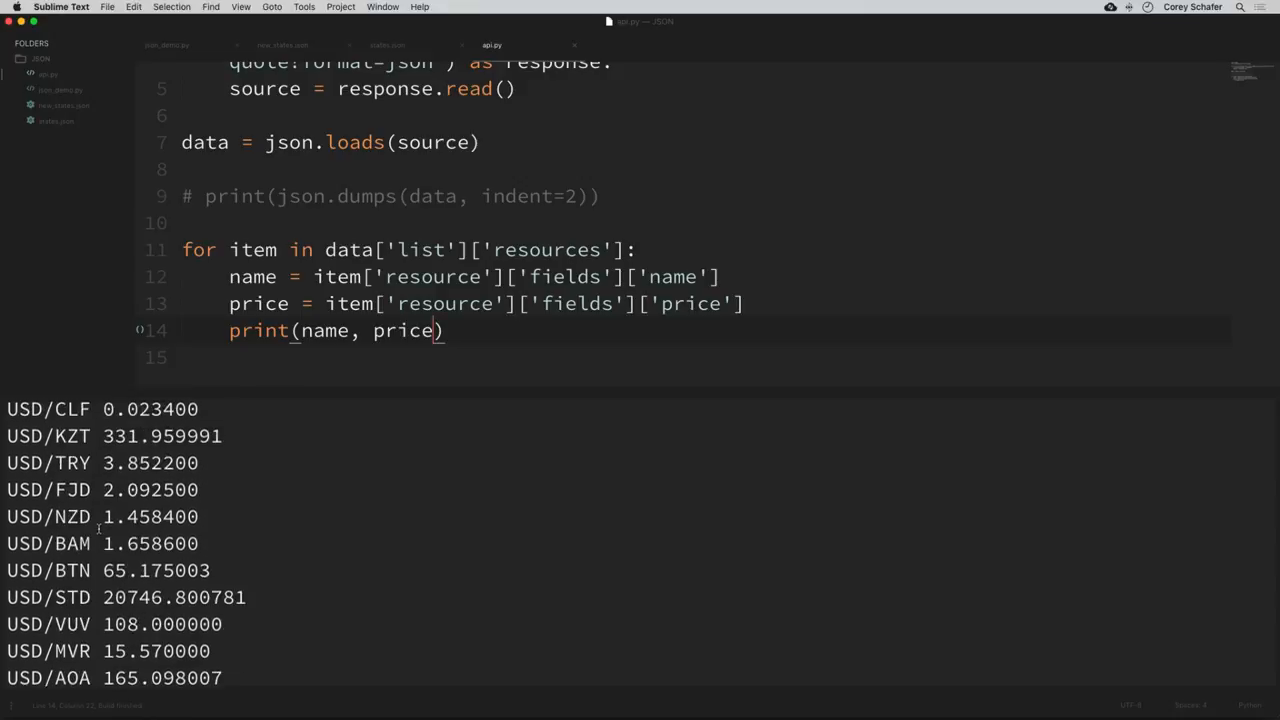 Sublime Text File Edit Selection Find View Goto Tools Project Window Help Corey Schafer
api.py — JSON
FOLDERS
JSON
api.py
json_demo.py
new_states.json
states.json
json_demo.py new_states.json states.json api.py
quote?format=json") as response:
5 source = response.read()
6
7 data = json.loads(source)
8
9 # print(json.dumps(data, indent=2))
10
11 for item in data['list']['resources']:
12 name = item['resource']['fields']['name']
13 price = item['resource']['fields']['price']
14 print(name, price)
15
USD/CLF 0.023400
USD/KZT 331.959991
USD/TRY 3.852200
USD/FJD 2.092500
USD/NZD 1.458400
USD/BAM 1.658600
USD/BTN 65.175003
USD/STD 20746.800781
USD/VUV 108.000000
USD/MVR 15.570000
USD/AOA 165.098007
Line 14, Column 22, Build finished UTF-8 Spaces: 4 Python